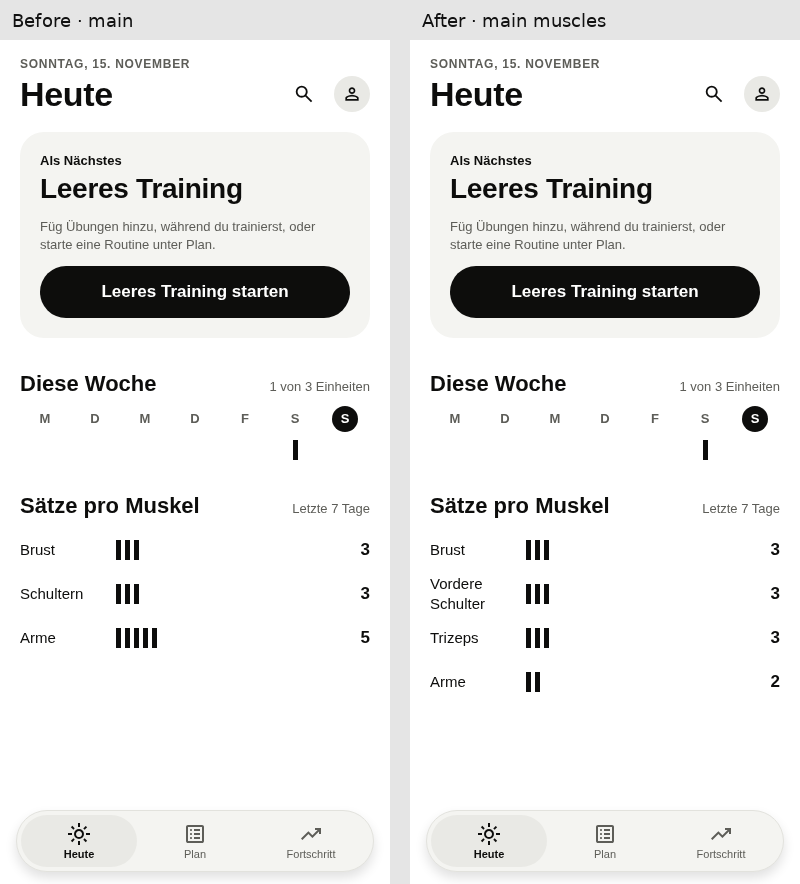 Before · main
SONNTAG, 15. NOVEMBER
Heute
Als Nächstes
Leeres Training
Füg Übungen hinzu, während du trainierst, oder
starte eine Routine unter Plan.
Leeres Training starten
Diese Woche
1 von 3 Einheiten
M D M D F S S
Sätze pro Muskel
Letzte 7 Tage
Brust 3
Schultern 3
Arme 5
Heute Plan Fortschritt
After · main muscles
SONNTAG, 15. NOVEMBER
Heute
Als Nächstes
Leeres Training
Füg Übungen hinzu, während du trainierst, oder
starte eine Routine unter Plan.
Leeres Training starten
Diese Woche
1 von 3 Einheiten
M D M D F S S
Sätze pro Muskel
Letzte 7 Tage
Brust 3
Vordere
Schulter 3
Trizeps 3
Arme 2
Heute Plan Fortschritt